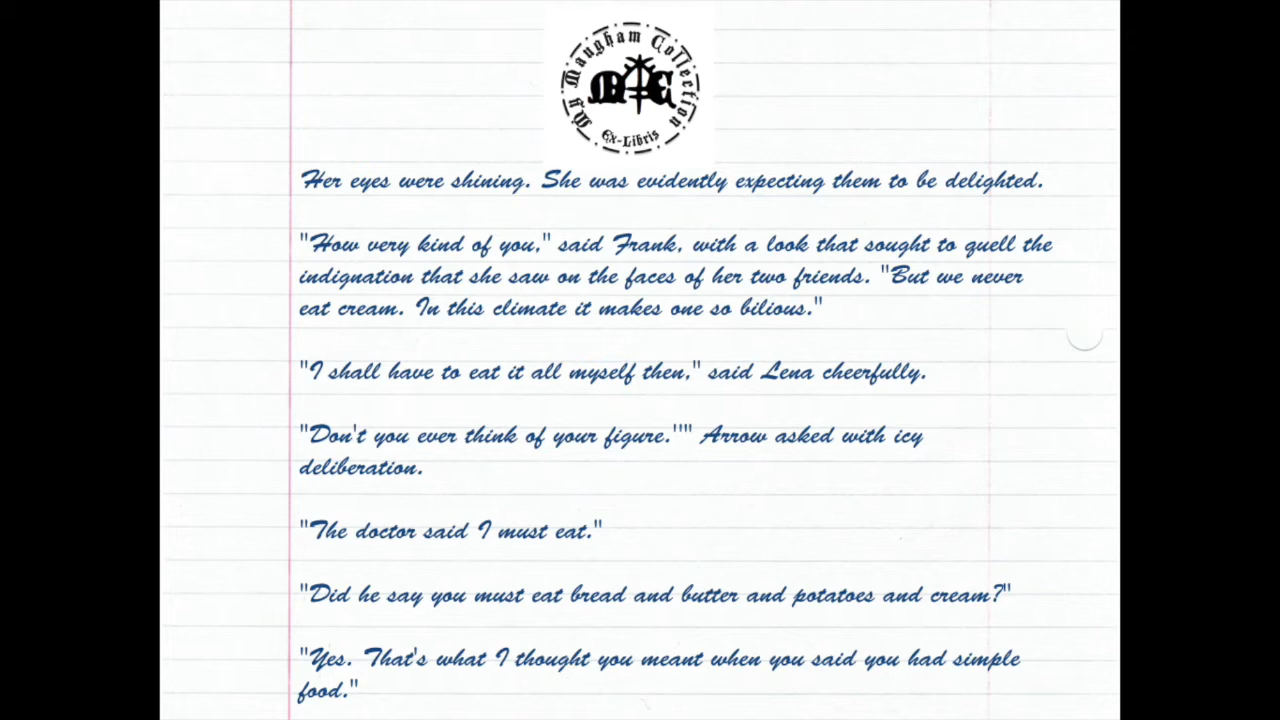 My Maugham Collection
MC
Ex-Libris
Her eyes were shining. She was evidently expecting them to be delighted.
"How very kind of you," said Frank, with a look that sought to quell the
indignation that she saw on the faces of her two friends. "But we never
eat cream. In this climate it makes one so bilious."
"I shall have to eat it all myself then," said Lena cheerfully.
"Don't you ever think of your figure.'"" Arrow asked with icy
deliberation.
"The doctor said I must eat."
"Did he say you must eat bread and butter and potatoes and cream?"
"Yes. That's what I thought you meant when you said you had simple
food."